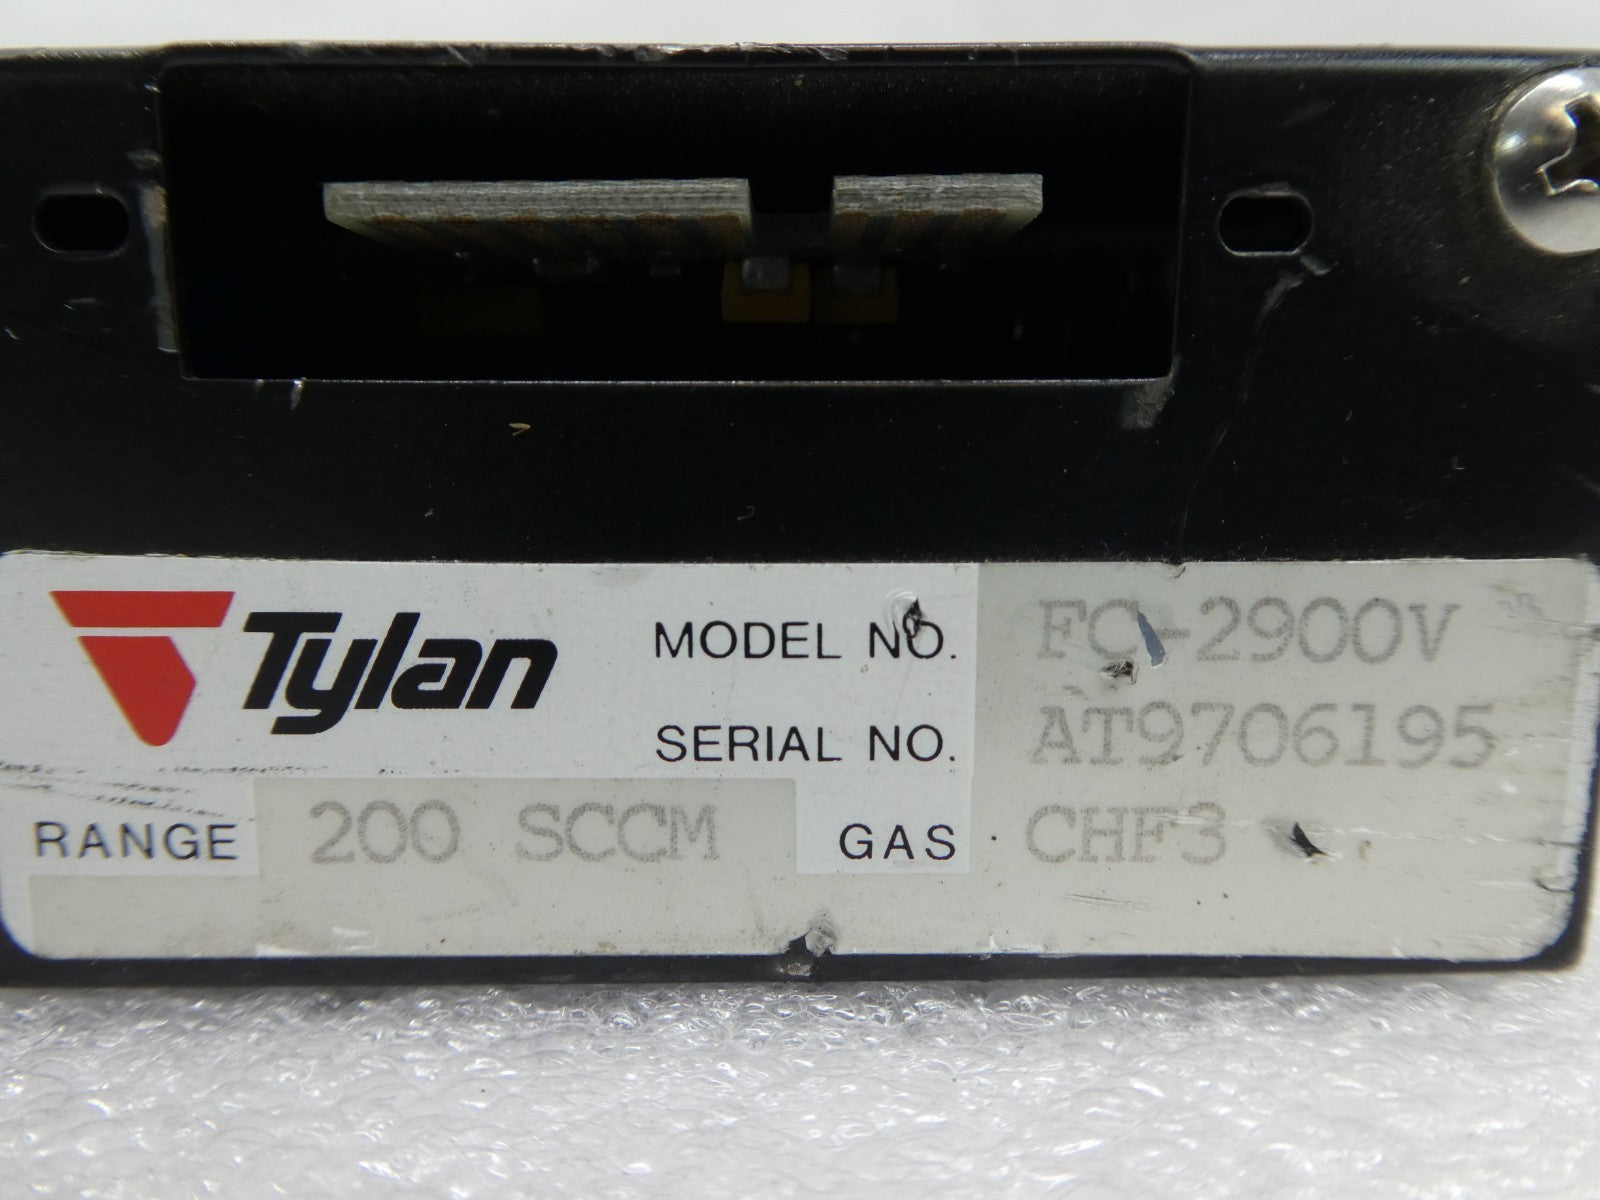 Tylan
MODEL NO. FC-2900V
SERIAL NO. AT9706195
RANGE 200 SCCM GAS CHF3